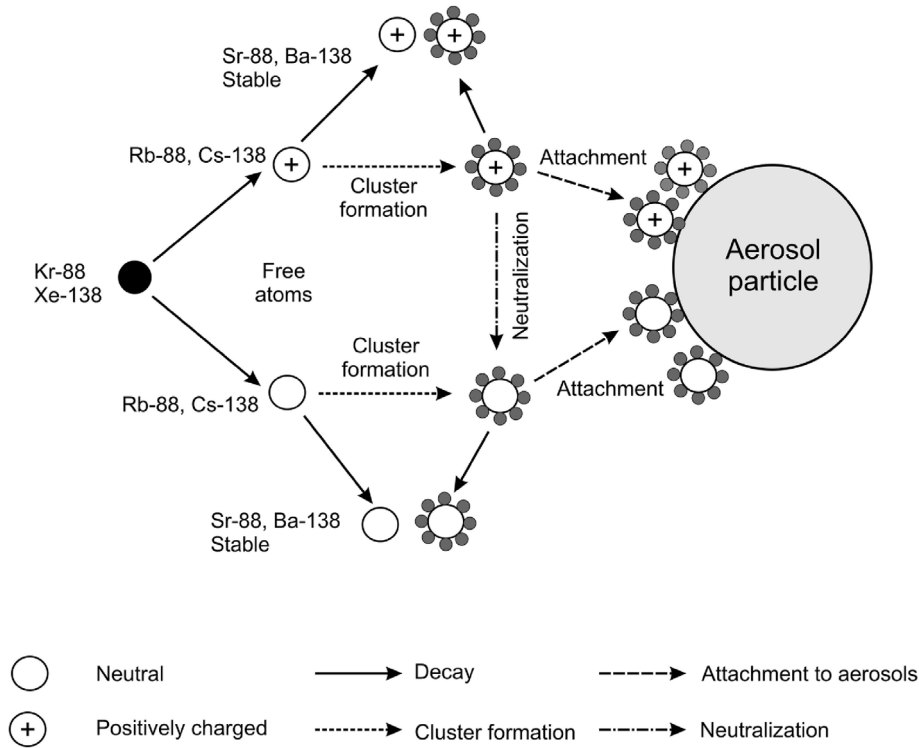 Sr-88, Ba-138
Stable
+
+
Rb-88, Cs-138
+
Cluster
formation
+
Attachment
+
+
Aerosol
particle
Kr-88
Xe-138
Free
atoms
Neutralization
Cluster
formation
Rb-88, Cs-138
Attachment
Sr-88, Ba-138
Stable
Neutral
Decay
Attachment to aerosols
+
Positively charged
Cluster formation
Neutralization